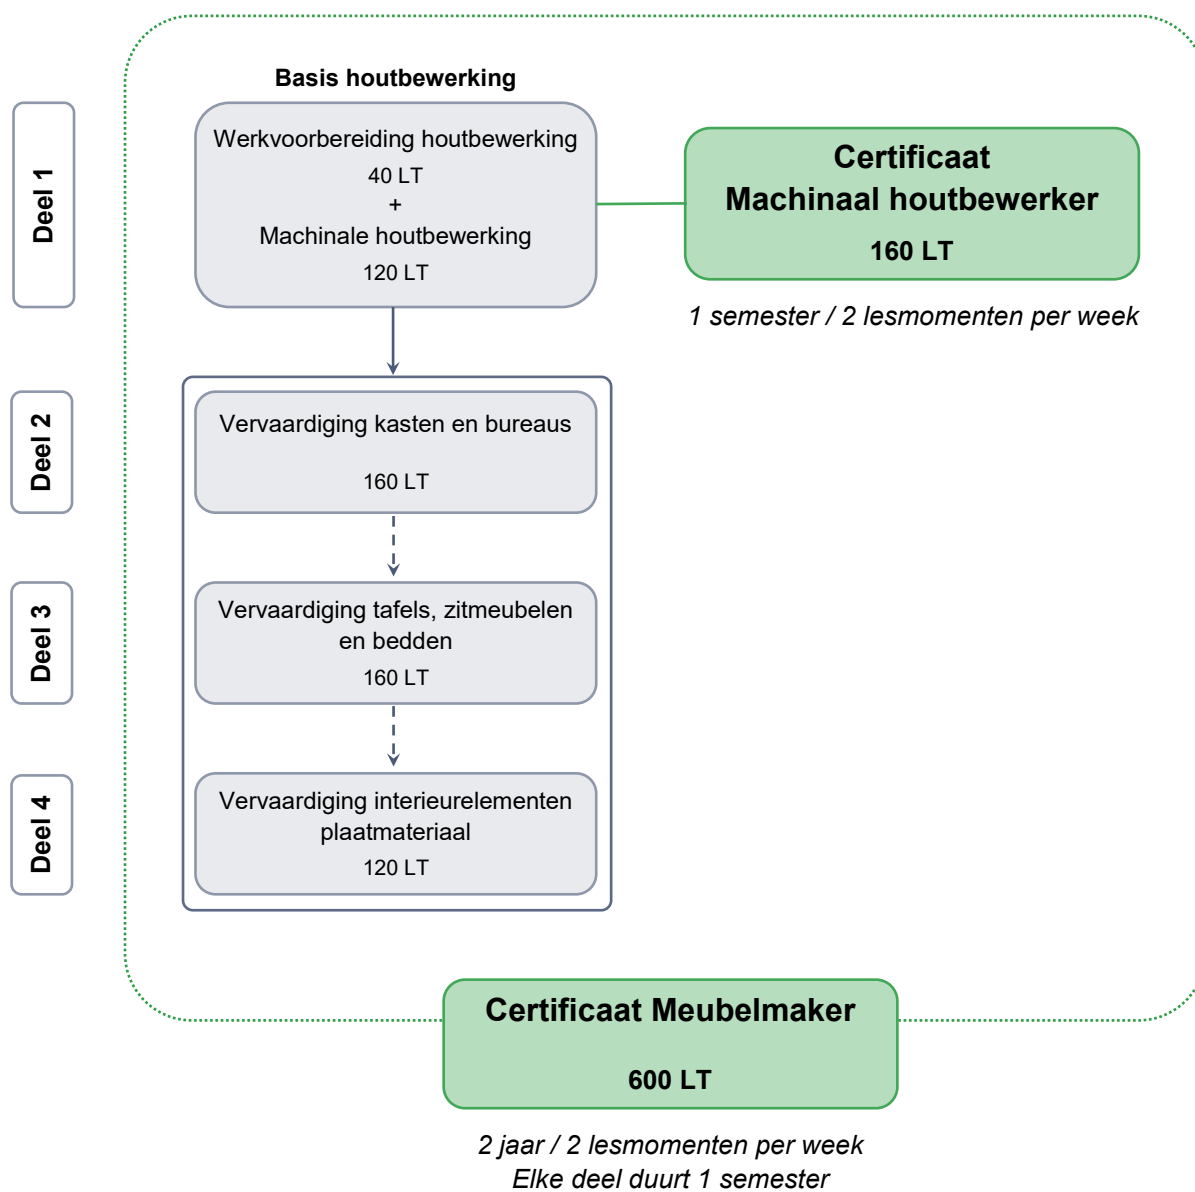 Basis houtbewerking
Deel 1
Werkvoorbereiding houtbewerking
40 LT
+
Machinale houtbewerking
120 LT
Certificaat
Machinaal houtbewerker
160 LT
1 semester / 2 lesmomenten per week
Deel 2
Vervaardiging kasten en bureaus
160 LT
Deel 3
Vervaardiging tafels, zitmeubelen
en bedden
160 LT
Deel 4
Vervaardiging interieurelementen
plaatmateriaal
120 LT
Certificaat Meubelmaker
600 LT
2 jaar / 2 lesmomenten per week
Elke deel duurt 1 semester